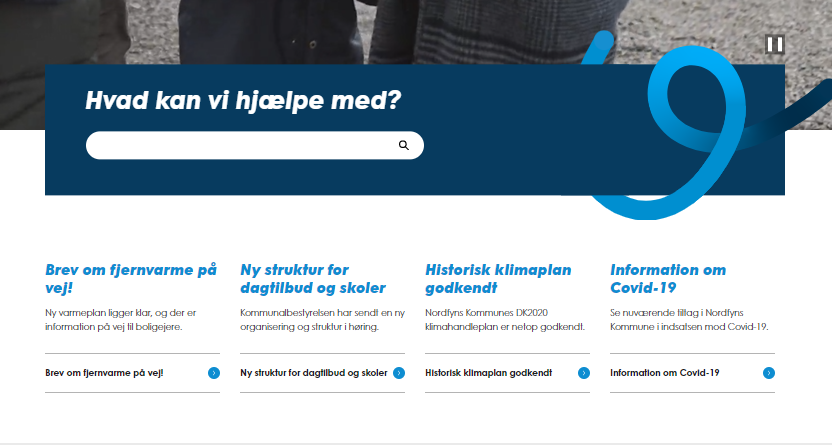 Hvad kan vi hjælpe med?
Brev om fjernvarme på
vej!
Ny varmeplan ligger klar, og der er
information på vej til boligejere.
Brev om fjernvarme på vej!
Ny struktur for
dagtilbud og skoler
Kommunalbestyrelsen har sendt en ny
organisering og struktur i høring.
Ny struktur for dagtilbud og skoler
Historisk klimaplan
godkendt
Nordfyns Kommunes DK2020
klimahandleplan er netop godkendt.
Historisk klimaplan godkendt
Information om
Covid-19
Se nuværende tiltag i Nordfyns
Kommune i indsatsen mod Covid-19.
Information om Covid-19